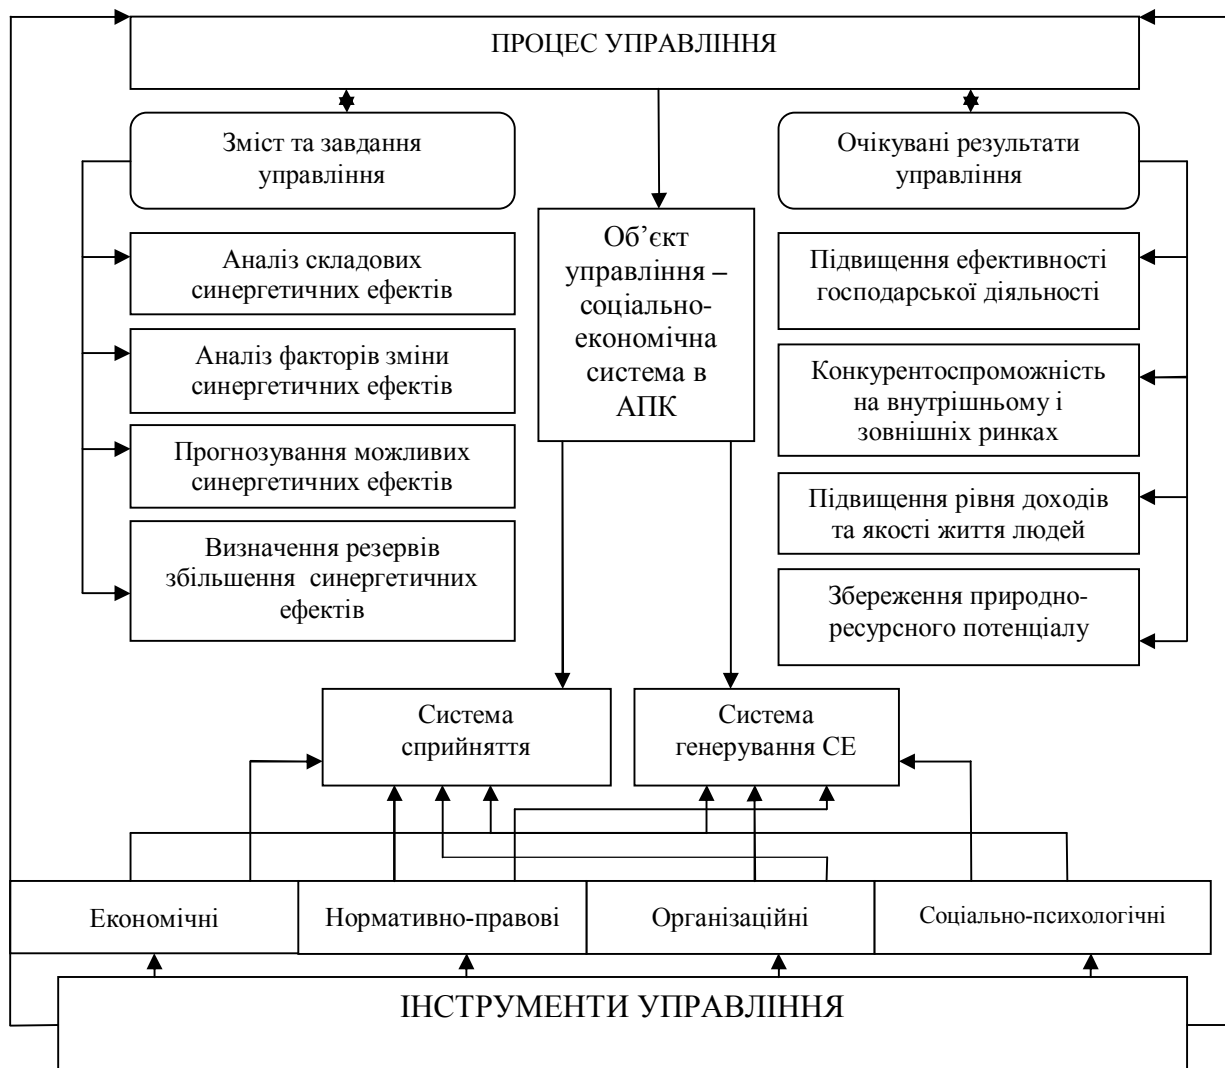 ПРОЦЕС УПРАВЛІННЯ
Зміст та завдання
управління
Очікувані результати
управління
Об’єкт
управління –
соціально-
економічна
система в
АПК
Аналіз складових
синергетичних ефектів
Аналіз факторів зміни
синергетичних ефектів
Прогнозування можливих
синергетичних ефектів
Визначення резервів
збільшення синергетичних
ефектів
Підвищення ефективності
господарської діяльності
Конкурентоспроможність
на внутрішньому і
зовнішніх ринках
Підвищення рівня доходів
та якості життя людей
Збереження природно-
ресурсного потенціалу
Система
сприйняття
Система
генерування СЕ
Економічні
Нормативно-правові
Організаційні
Соціально-психологічні
ІНСТРУМЕНТИ УПРАВЛІННЯ